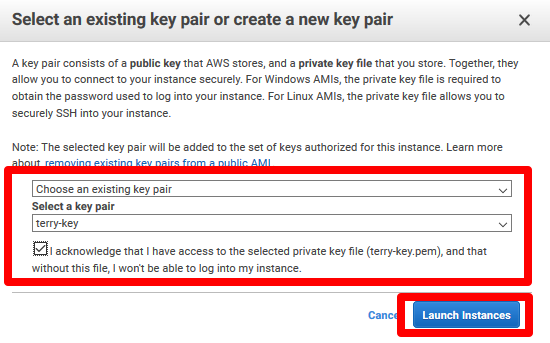 Select an existing key pair or create a new key pair
A key pair consists of a public key that AWS stores, and a private key file that you store. Together, they
allow you to connect to your instance securely. For Windows AMIs, the private key file is required to
obtain the password used to log into your instance. For Linux AMIs, the private key file allows you to
securely SSH into your instance.
Note: The selected key pair will be added to the set of keys authorized for this instance. Learn more
about removing existing key pairs from a public AMI
Choose an existing key pair
Select a key pair
terry-key
I acknowledge that I have access to the selected private key file (terry-key.pem), and that
without this file, I won't be able to log into my instance.
Cance Launch Instances